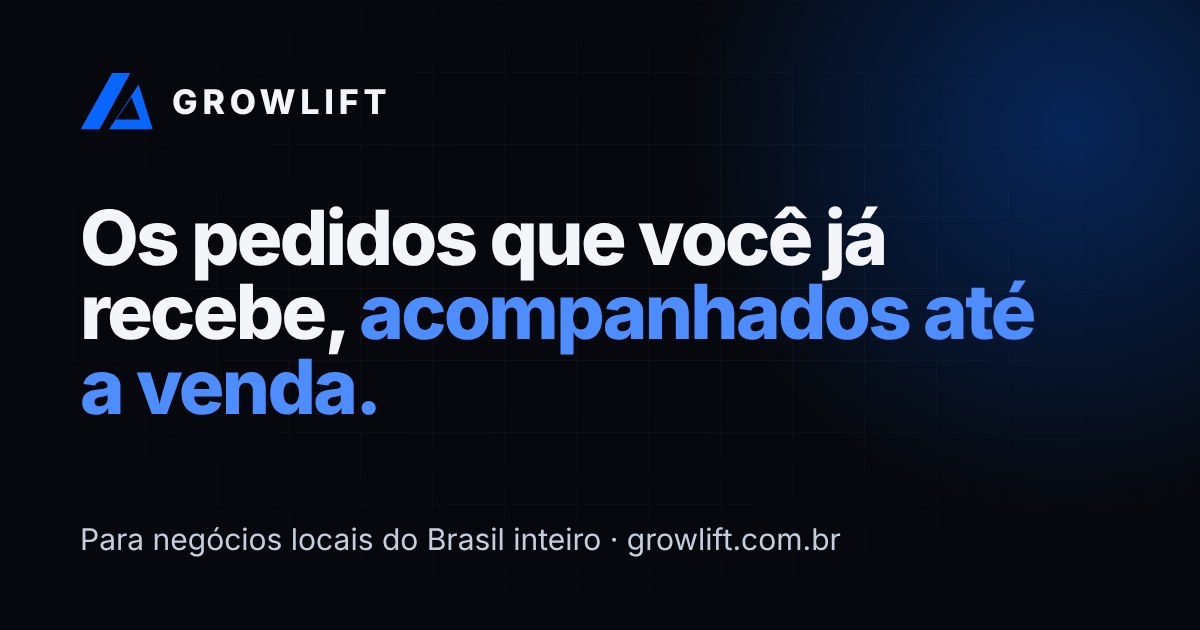 GROWLIFT
Os pedidos que você já
recebe, acompanhados até
a venda.
Para negócios locais do Brasil inteiro · growlift.com.br